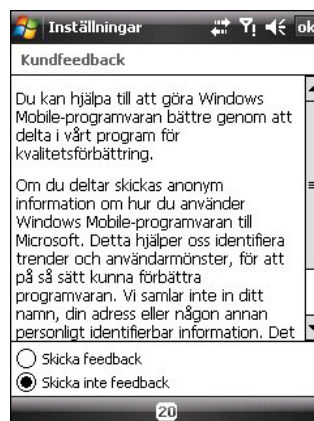 Inställningar
ok
Kundfeedback
Du kan hjälpa till att göra Windows
Mobile-programvaran bättre genom att
delta i vårt program för
kvalitetsförbättring.
Om du deltar skickas anonym
information om hur du använder
Windows Mobile-programvaran till
Microsoft. Detta hjälper oss identifiera
trender och användarmönster, för att
på så sätt kunna förbättra
programvaran. Vi samlar inte in ditt
namn, din adress eller någon annan
personligt identifierbar information. Det
Skicka feedback
Skicka inte feedback
20